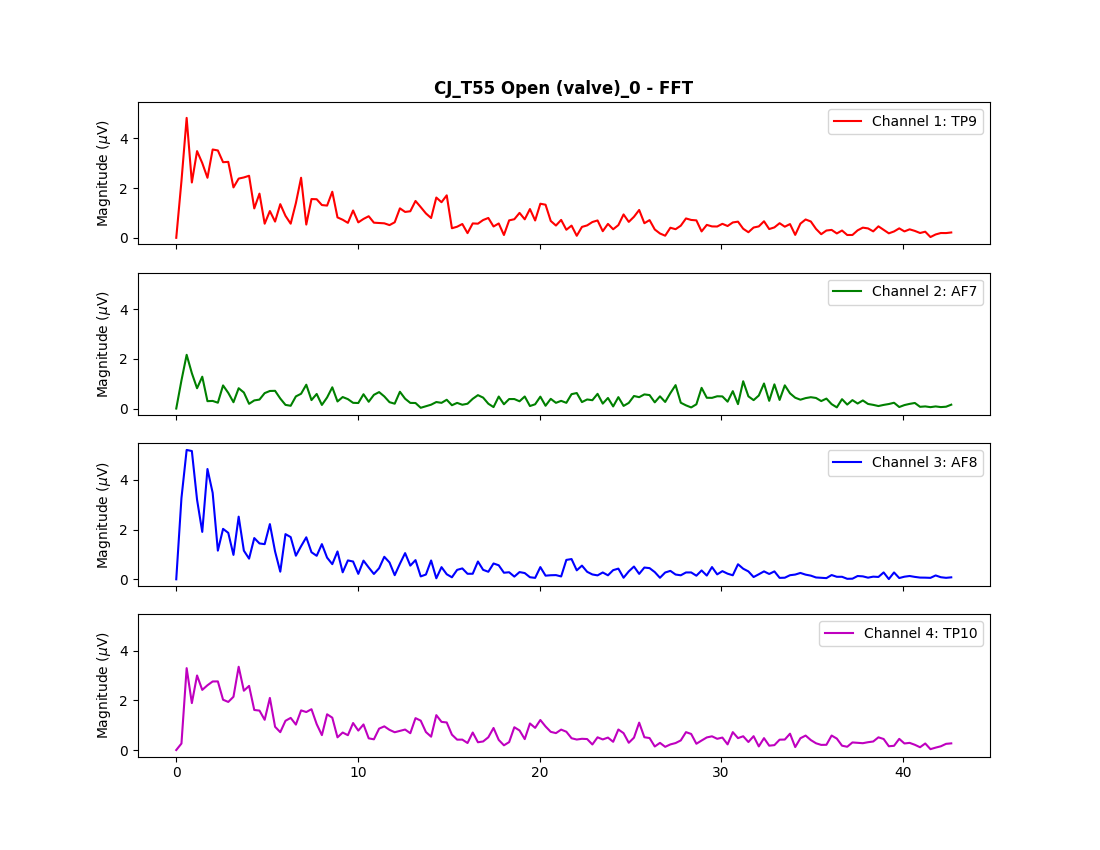 CJ_T55 Open (valve)_0 - FFT
Magnitude (μV)
4
2
0
Channel 1: TP9
Magnitude (μV)
4
2
0
Channel 2: AF7
Magnitude (μV)
4
2
0
Channel 3: AF8
Magnitude (μV)
4
2
0
Channel 4: TP10
0 10 20 30 40